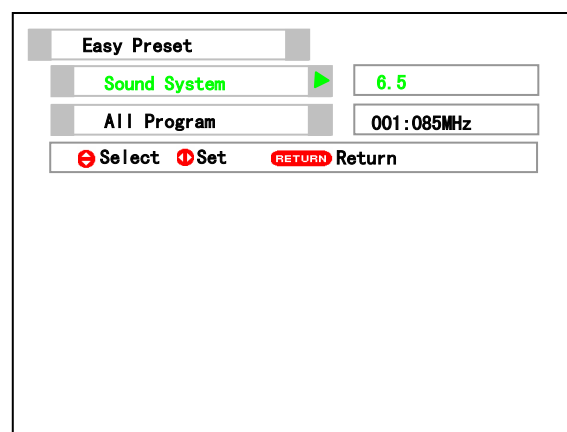 Easy Preset
Sound System 6.5
All Program 001:085MHz
Select Set RETURN Return